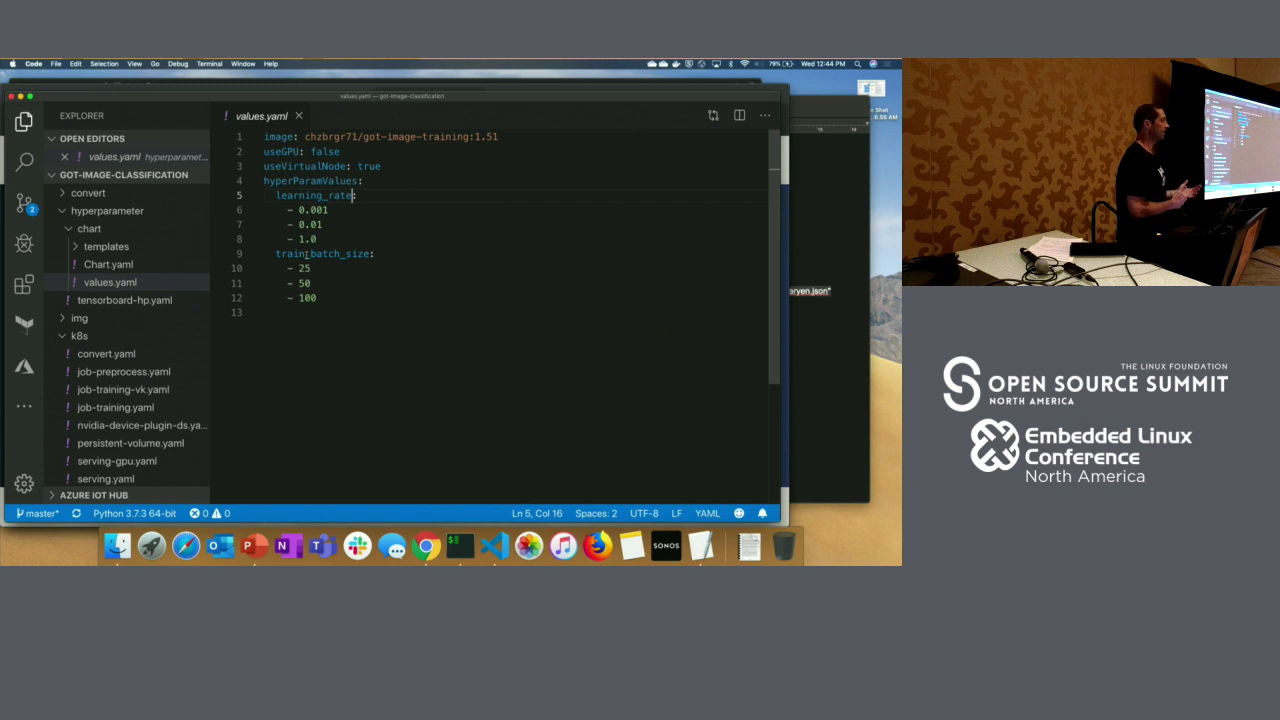 Code File Edit Selection View Go Debug Terminal Window Help
79% Wed 12:44 PM
values.yaml — got-image-classification
EXPLORER
OPEN EDITORS
values.yaml hyperparamet...
GOT-IMAGE-CLASSIFICATION
convert
hyperparameter
chart
templates
! Chart.yaml
! values.yaml
! tensorboard-hp.yaml
img
k8s
! convert.yaml
! job-preprocess.yaml
! job-training-vk.yaml
! job-training.yaml
! nvidia-device-plugin-ds.ya...
! persistent-volume.yaml
! serving-gpu.yaml
! serving.yaml
AZURE IOT HUB
2
! values.yaml
1 image: chzbrgr71/got-image-training:1.51
2 useGPU: false
3 useVirtualNode: true
4 hyperParamValues:
5 learning_rate:
6 - 0.001
7 - 0.01
8 - 1.0
9 train_batch_size:
10 - 25
11 - 50
12 - 100
13
master* Python 3.7.3 64-bit 0 0 Ln 5, Col 16 Spaces: 2 UTF-8 LF YAML
aryen.json"
SONOS
THE LINUX FOUNDATION
OPEN SOURCE SUMMIT
NORTH AMERICA
Embedded Linux
Conference
North America